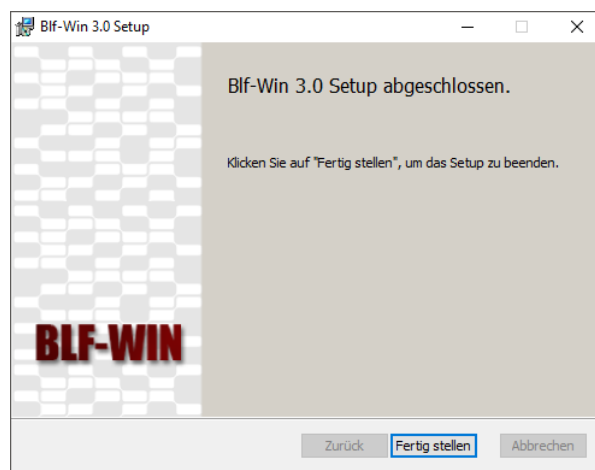 Blf-Win 3.0 Setup
Blf-Win 3.0 Setup abgeschlossen.
Klicken Sie auf "Fertig stellen", um das Setup zu beenden.
BLF-WIN
Zurück Fertig stellen Abbrechen